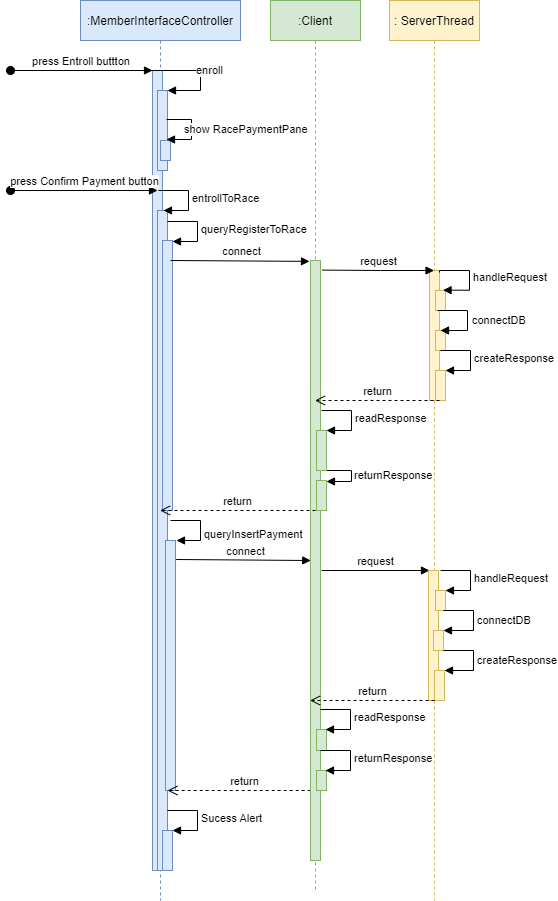 :MemberInterfaceController
:Client
: ServerThread
press Entroll buttton
enroll
show RacePaymentPane
press Confirm Payment button
entrollToRace
queryRegisterToRace
connect
request
handleRequest
connectDB
createResponse
return
readResponse
returnResponse
return
queryInsertPayment
connect
request
handleRequest
connectDB
createResponse
return
readResponse
returnResponse
return
Sucess Alert